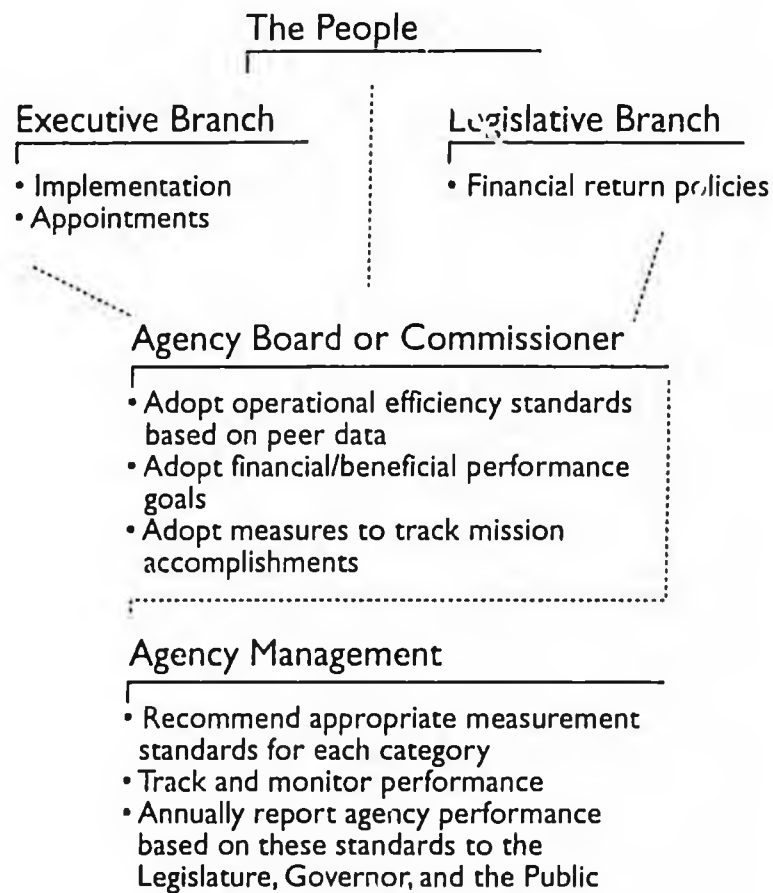 The People
Executive Branch
• Implementation
• Appointments
Legislative Branch
• Financial return policies
Agency Board or Commissioner
• Adopt operational efficiency standards
based on peer data
• Adopt financial/beneficial performance
goals
• Adopt measures to track mission
accomplishments
Agency Management
• Recommend appropriate measurement
standards for each category
• Track and monitor performance
• Annually report agency performance
based on these standards to the
Legislature, Governor, and the Public